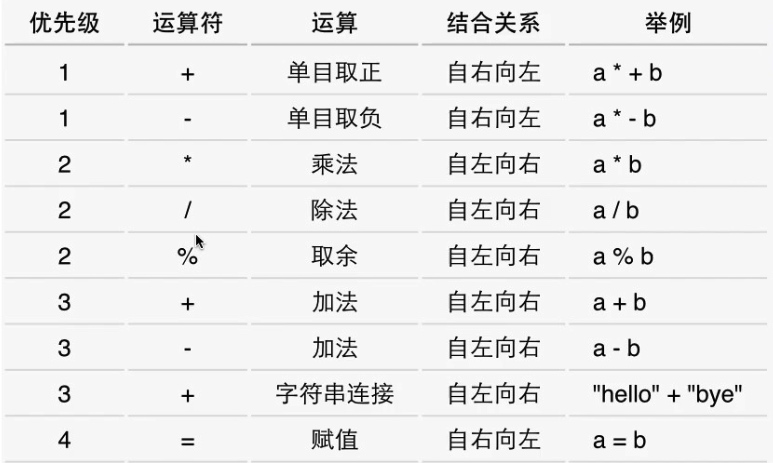 优先级 运算符 运算 结合关系 举例
1 + 单目取正 自右向左 a * + b
1 - 单目取负 自右向左 a * - b
2 * 乘法 自左向右 a * b
2 / 除法 自左向右 a / b
2 % 取余 自左向右 a % b
3 + 加法 自左向右 a + b
3 - 加法 自左向右 a - b
3 + 字符串连接 自左向右 "hello" + "bye"
4 = 赋值 自右向左 a = b